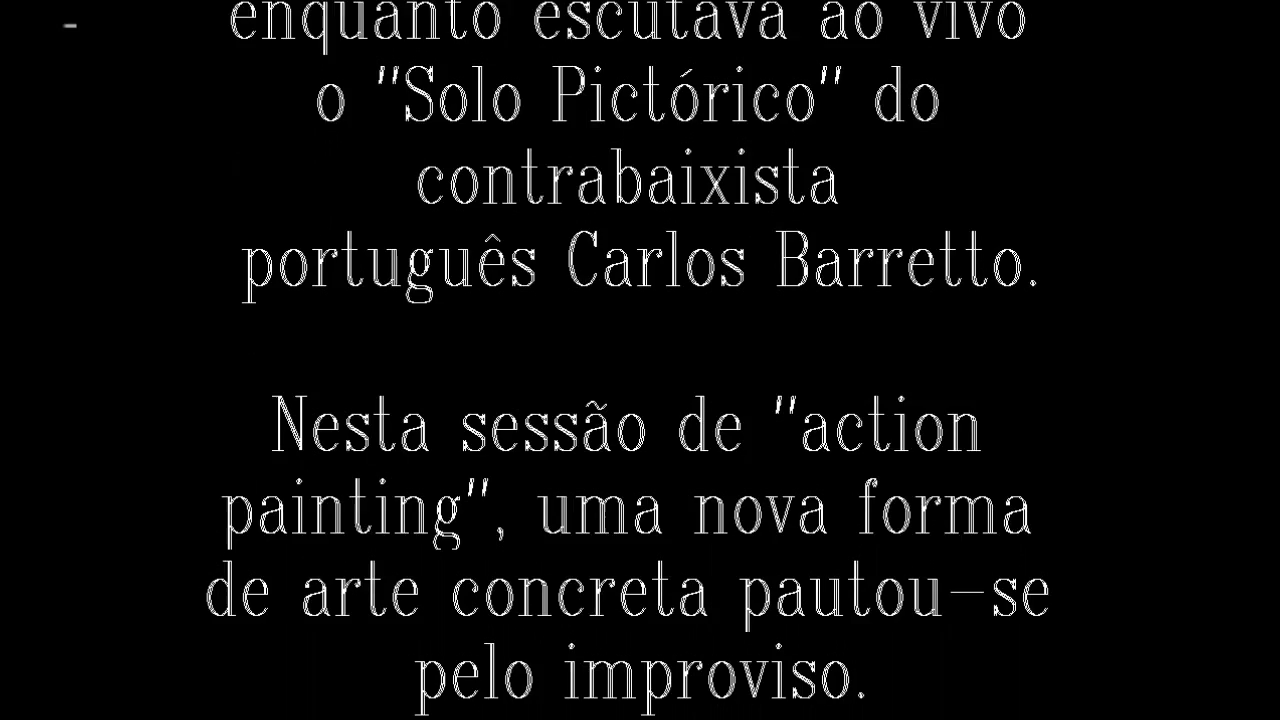 enquanto escutava ao vivo
o "Solo Pictórico" do
contrabaixista
português Carlos Barretto.
Nesta sessão de "action
painting", uma nova forma
de arte concreta pautou-se
pelo improviso.